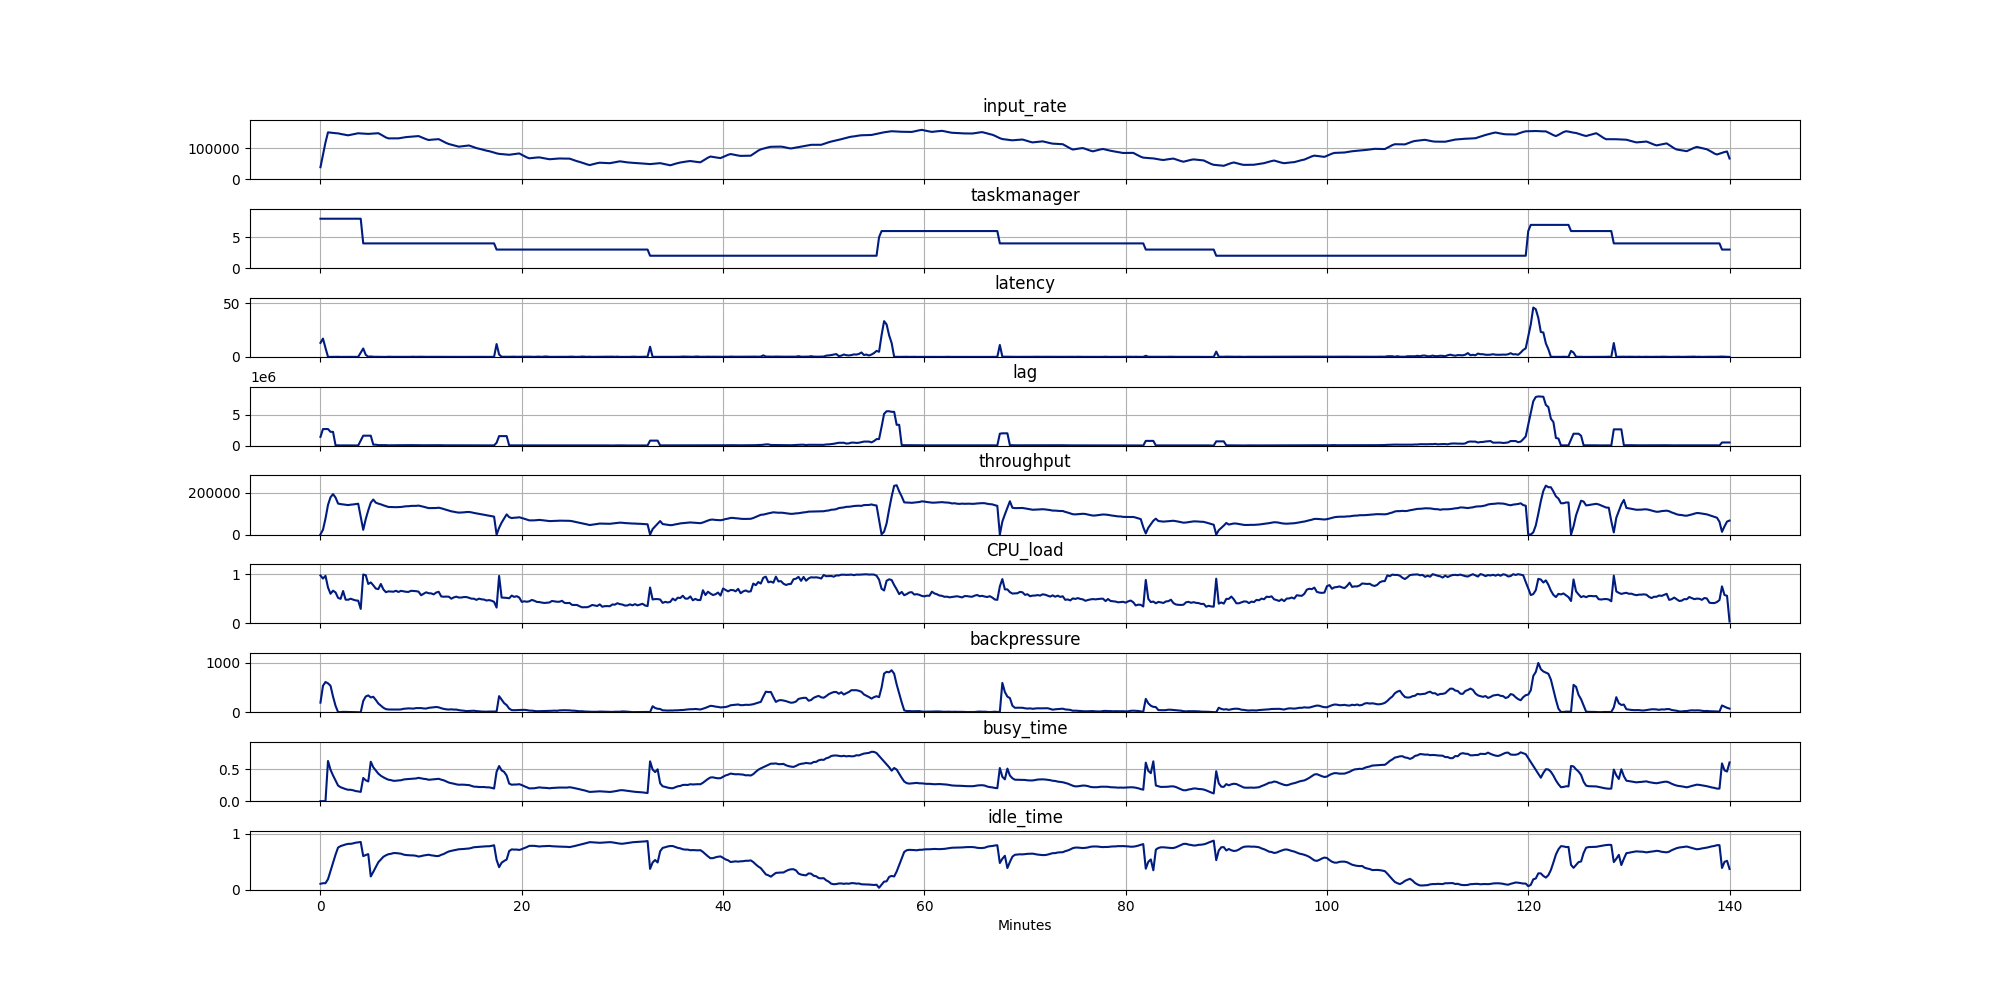 input_rate
100000
0
taskmanager
5
0
latency
50
0
1e6
lag
5
0
throughput
200000
0
CPU_load
1
0
backpressure
1000
0
busy_time
0.5
0.0
idle_time
1
0
0 20 40 60 80 100 120 140
Minutes